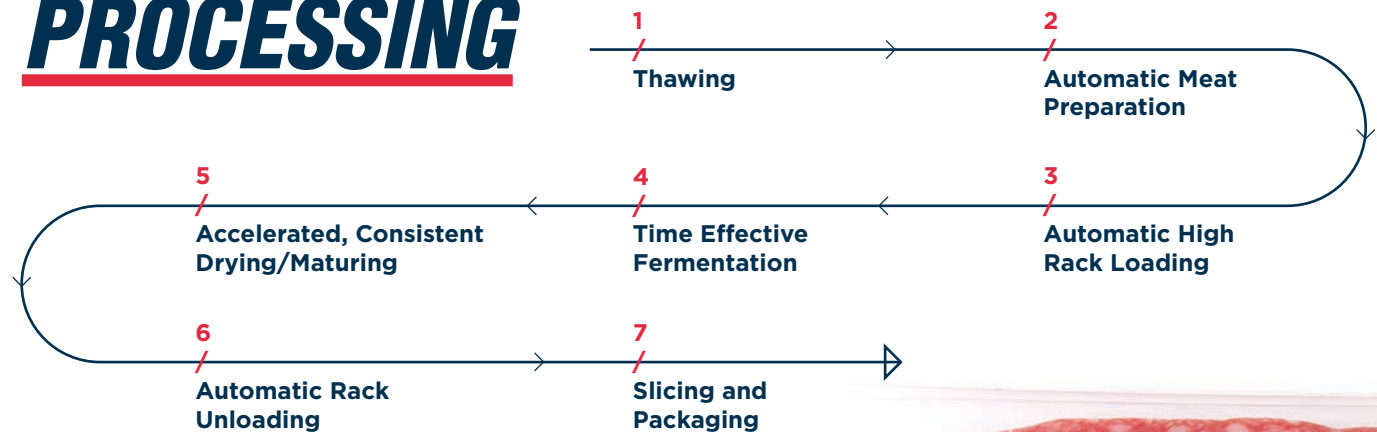 PROCESSING
1
Thawing
2
Automatic Meat
Preparation
3
Automatic High
Rack Loading
4
Time Effective
Fermentation
5
Accelerated, Consistent
Drying/Maturing
6
Automatic Rack
Unloading
7
Slicing and
Packaging